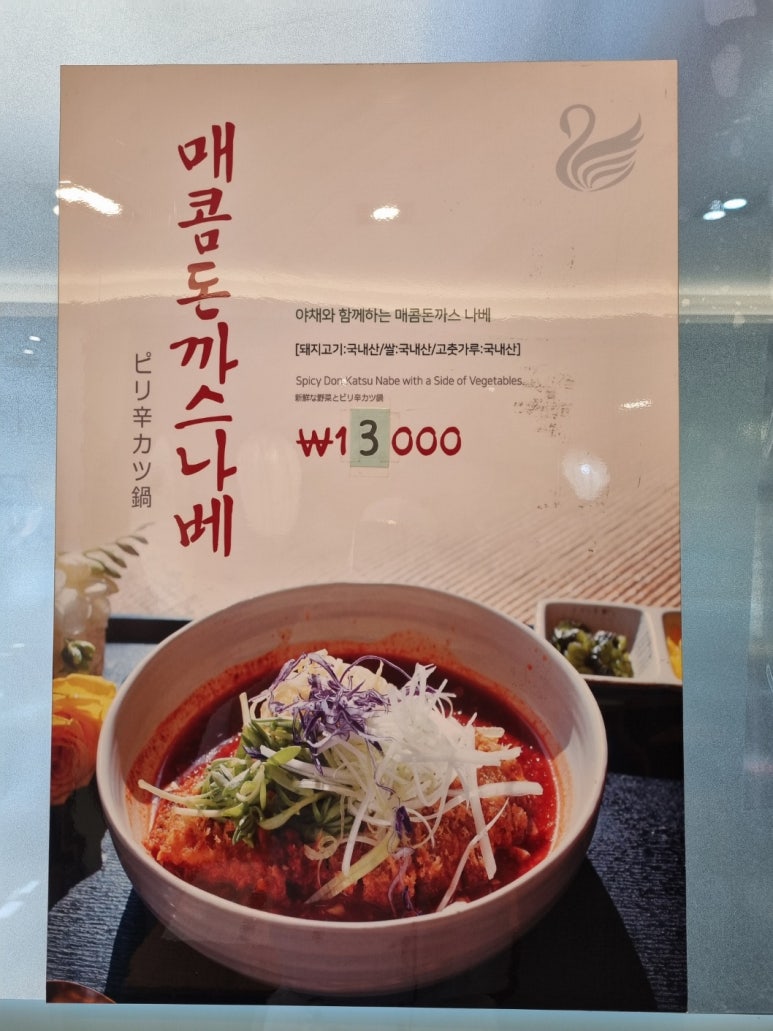 매콤돈까스나베
ピリ辛カツ鍋
야채와 함께하는 매콤돈까스 나베
[돼지고기:국내산/쌀:국내산/고춧가루:국내산]
Spicy Don Katsu Nabe with a Side of Vegetables.
新鮮な野菜とピリ辛カツ鍋
₩13000